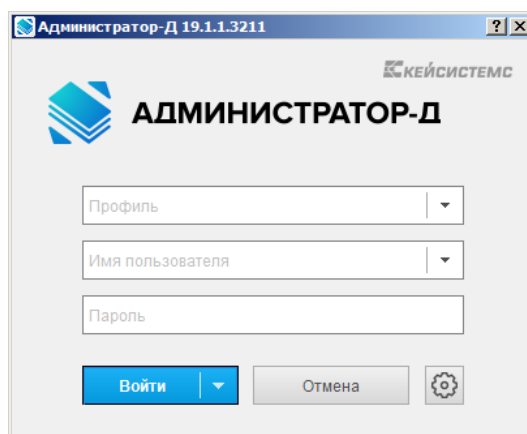 Администратор-Д 19.1.1.3211
КЕЙСИСТЕМС
АДМИНИСТРАТОР-Д
Профиль
Имя пользователя
Пароль
Войти
Отмена